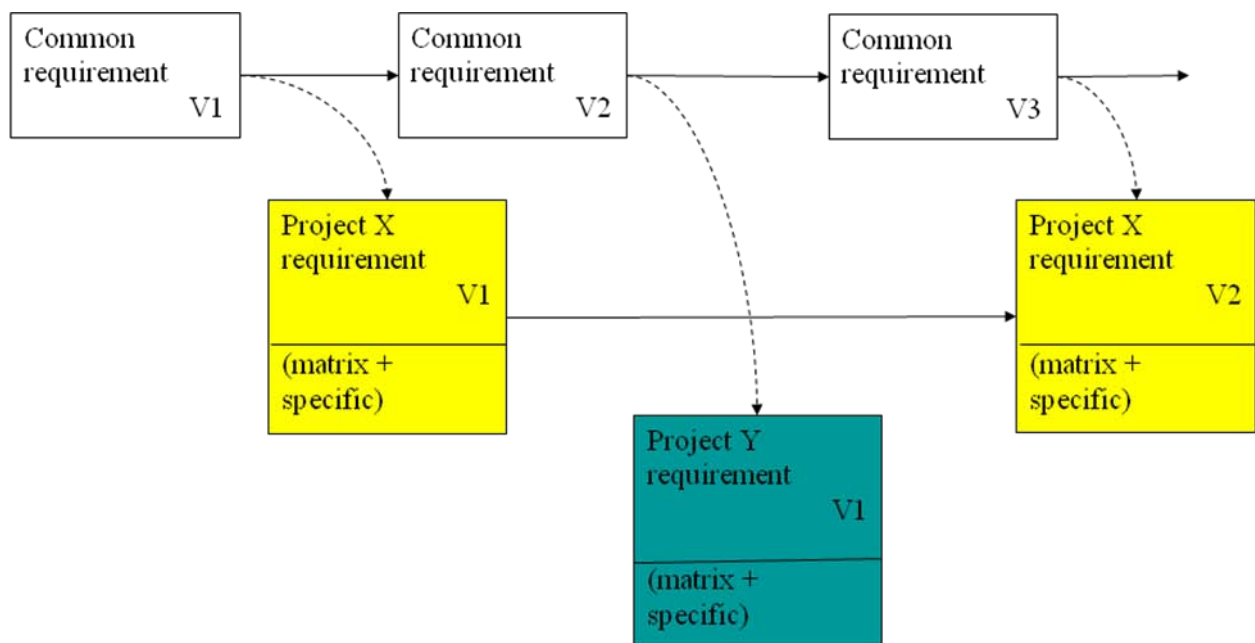 Common
requirement
V1
Common
requirement
V2
Common
requirement
V3
Project X
requirement
V1
(matrix +
specific)
Project X
requirement
V2
(matrix +
specific)
Project Y
requirement
V1
(matrix +
specific)